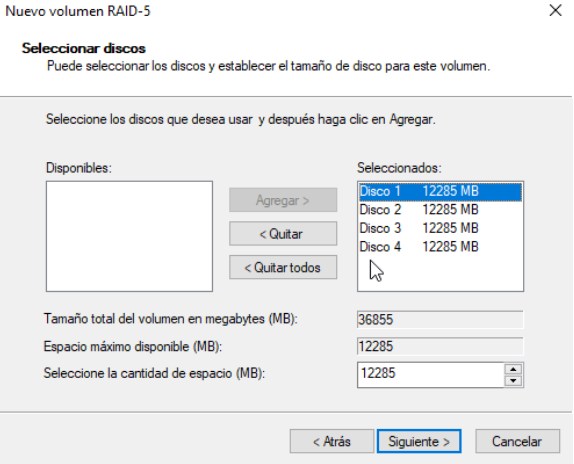 Nuevo volumen RAID-5
Seleccionar discos
Puede seleccionar los discos y establecer el tamaño de disco para este volumen.
Seleccione los discos que desea usar y después haga clic en Agregar.
Disponibles:
Seleccionados:
Agregar >
< Quitar
< Quitar todos
Disco 1 12285 MB
Disco 2 12285 MB
Disco 3 12285 MB
Disco 4 12285 MB
Tamaño total del volumen en megabytes (MB): 36855
Espacio máximo disponible (MB): 12285
Seleccione la cantidad de espacio (MB): 12285
< Atrás Siguiente > Cancelar